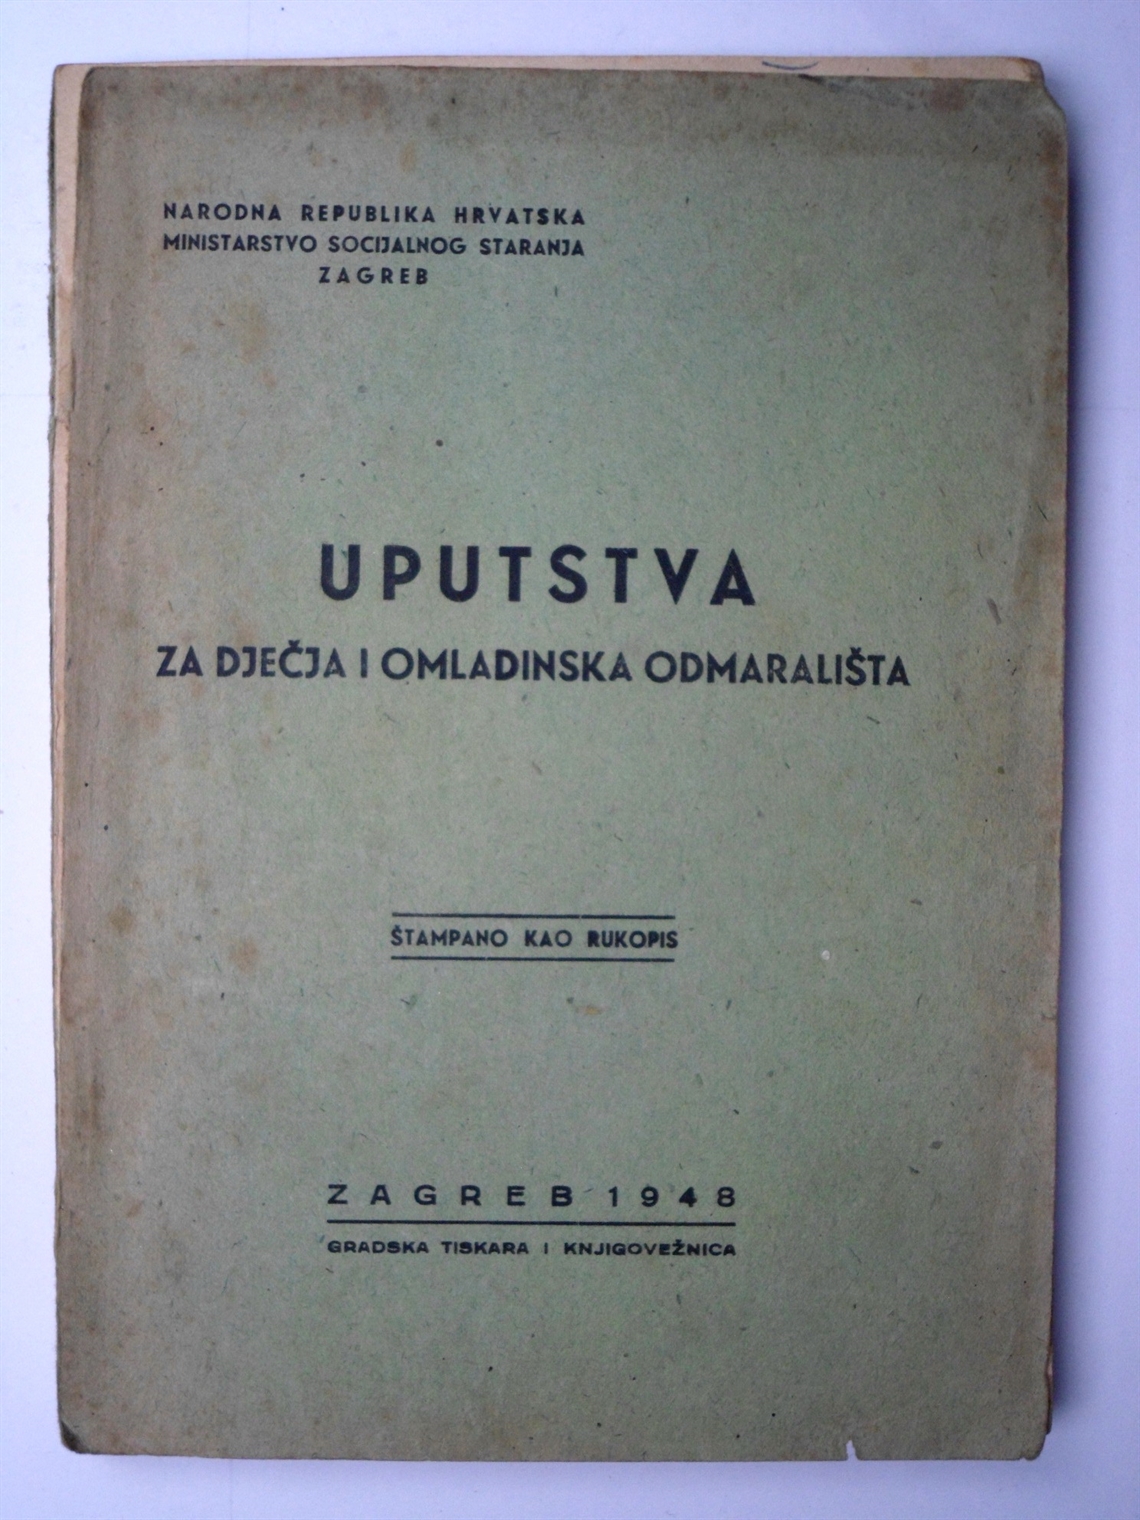 NARODNA REPUBLIKA HRVATSKA
MINISTARSTVO SOCIJALNOG STARANJA
ZAGREB
UPUTSTVA
ZA DJEČJA I OMLADINSKA ODMARALIŠTA
ŠTAMPANO KAO RUKOPIS
ZAGREB 1948
GRADSKA TISKARA I KNJIGOVEŽNICA